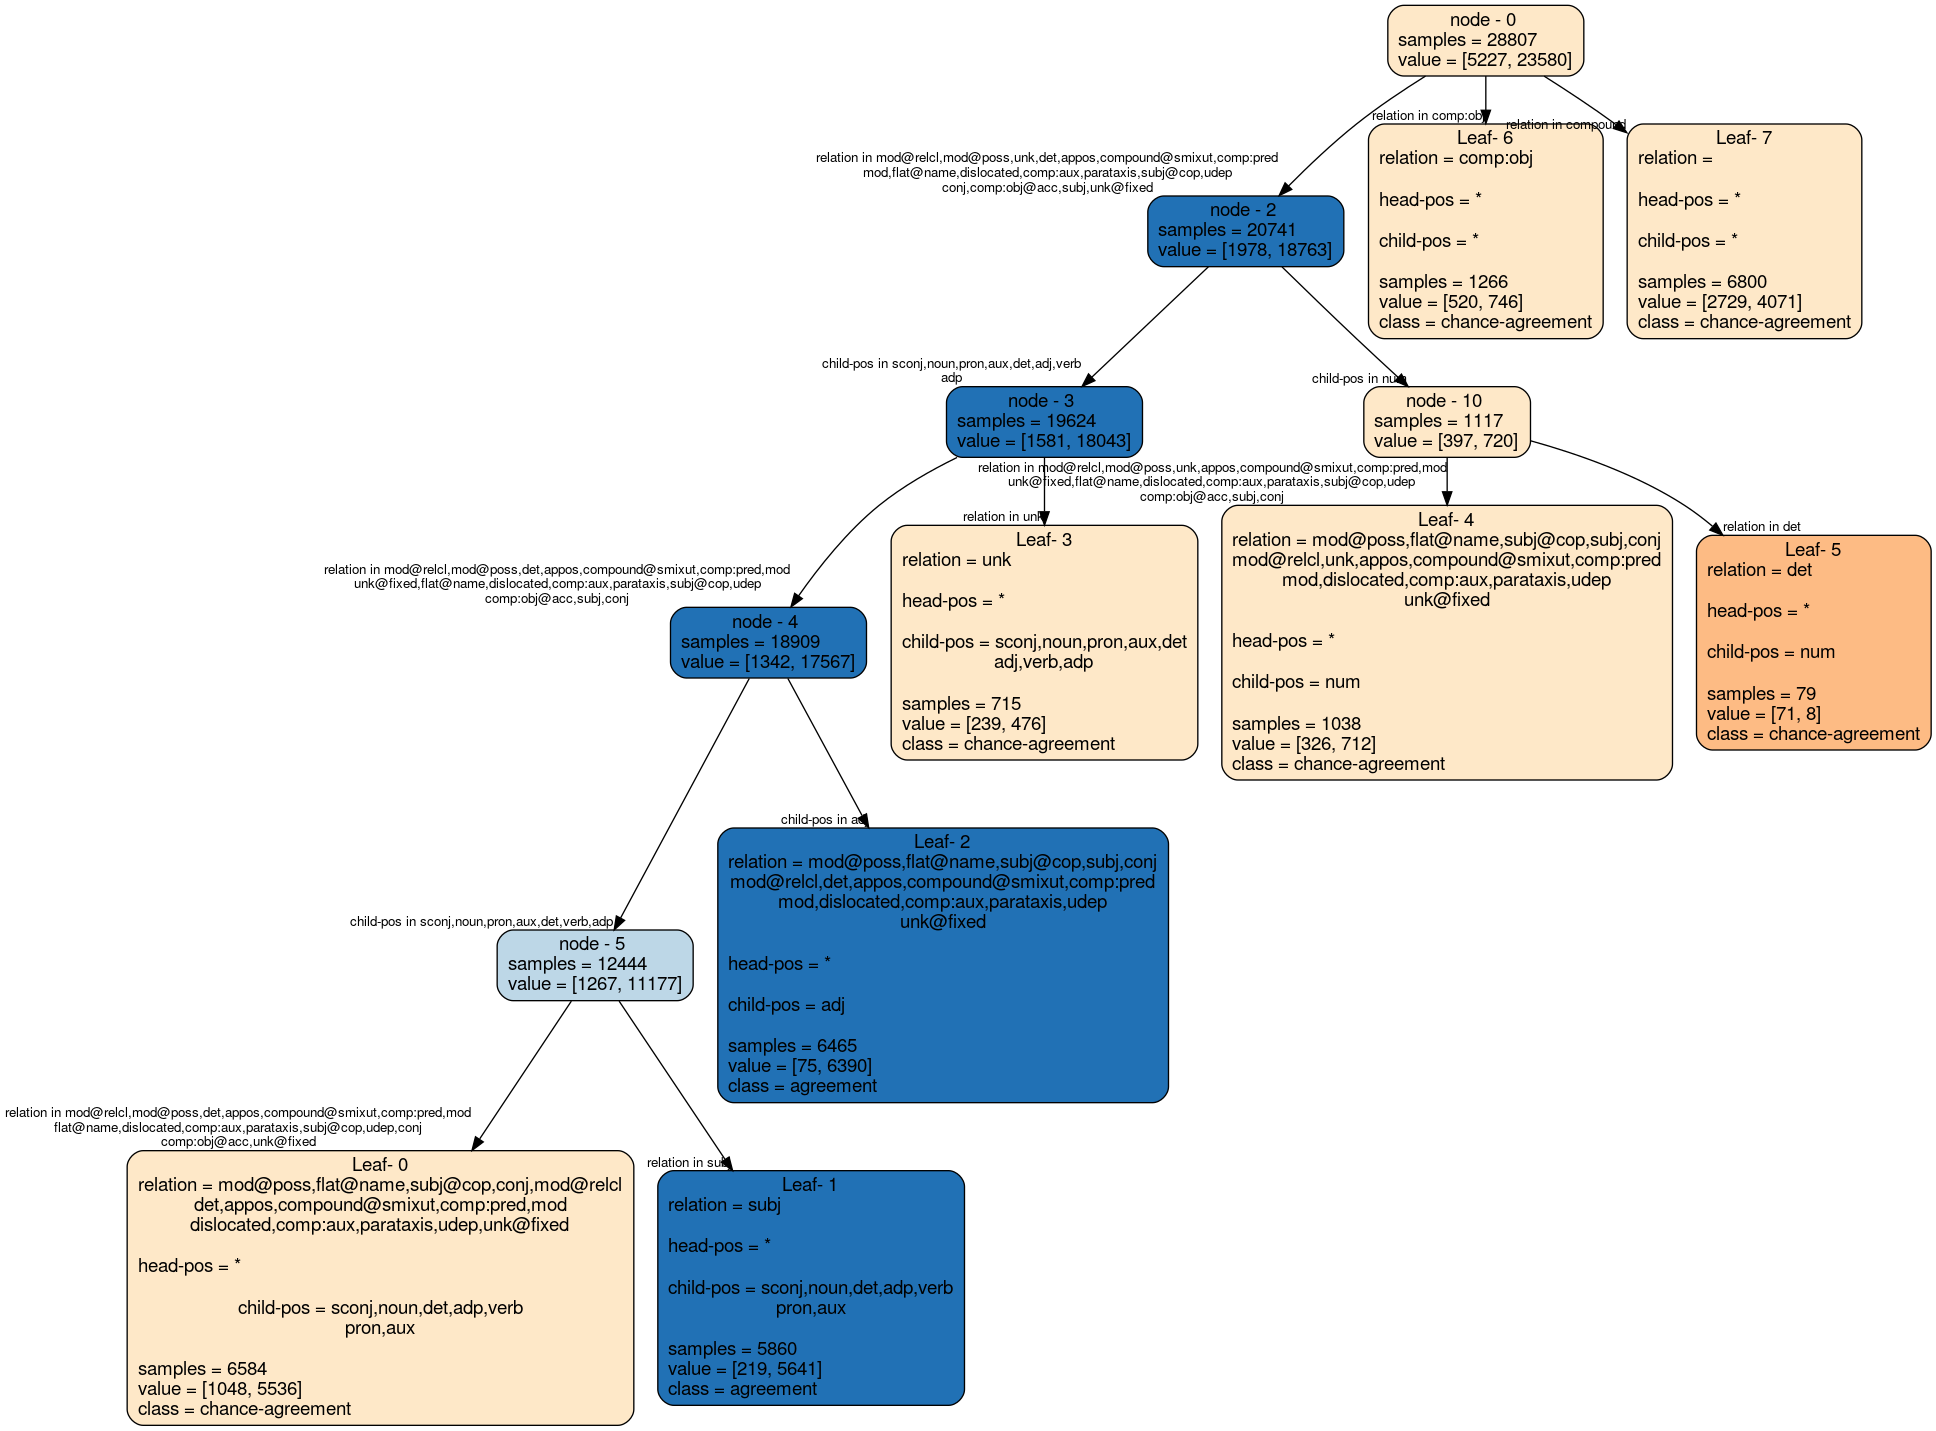 node - 0
samples = 28807
value = [5227, 23580]
relation in comp:obj
relation in compound
Leaf- 6
relation = comp:obj
head-pos = *
child-pos = *
samples = 1266
value = [520, 746]
class = chance-agreement
Leaf- 7
relation =
head-pos = *
child-pos = *
samples = 6800
value = [2729, 4071]
class = chance-agreement
relation in mod@relcl,mod@poss,unk,det,appos,compound@smixut,comp:pred
mod,flat@name,dislocated,comp:aux,parataxis,subj@cop,udep
conj,comp:obj@acc,subj,unk@fixed
node - 2
samples = 20741
value = [1978, 18763]
child-pos in sconj,noun,pron,aux,det,adj,verb
adp
child-pos in num
node - 3
samples = 19624
value = [1581, 18043]
node - 10
samples = 1117
value = [397, 720]
relation in mod@relcl,mod@poss,unk,appos,compound@smixut,comp:pred,mod
unk@fixed,flat@name,dislocated,comp:aux,parataxis,subj@cop,udep
comp:obj@acc,subj,conj
relation in unk
relation in det
Leaf- 3
relation = unk
head-pos = *
child-pos = sconj,noun,pron,aux,det
adj,verb,adp
samples = 715
value = [239, 476]
class = chance-agreement
Leaf- 4
relation = mod@poss,flat@name,subj@cop,subj,conj
mod@relcl,unk,appos,compound@smixut,comp:pred
mod,dislocated,comp:aux,parataxis,udep
unk@fixed
head-pos = *
child-pos = num
samples = 1038
value = [326, 712]
class = chance-agreement
Leaf- 5
relation = det
head-pos = *
child-pos = num
samples = 79
value = [71, 8]
class = chance-agreement
relation in mod@relcl,mod@poss,det,appos,compound@smixut,comp:pred,mod
unk@fixed,flat@name,dislocated,comp:aux,parataxis,subj@cop,udep
comp:obj@acc,subj,conj
node - 4
samples = 18909
value = [1342, 17567]
child-pos in adj
Leaf- 2
relation = mod@poss,flat@name,subj@cop,subj,conj
mod@relcl,det,appos,compound@smixut,comp:pred
mod,dislocated,comp:aux,parataxis,udep
unk@fixed
head-pos = *
child-pos = adj
samples = 6465
value = [75, 6390]
class = agreement
child-pos in sconj,noun,pron,aux,det,verb,adp
node - 5
samples = 12444
value = [1267, 11177]
relation in mod@relcl,mod@poss,det,appos,compound@smixut,comp:pred,mod
flat@name,dislocated,comp:aux,parataxis,subj@cop,udep,conj
comp:obj@acc,unk@fixed
relation in subj
Leaf- 0
relation = mod@poss,flat@name,subj@cop,conj,mod@relcl
det,appos,compound@smixut,comp:pred,mod
dislocated,comp:aux,parataxis,udep,unk@fixed
head-pos = *
child-pos = sconj,noun,det,adp,verb
pron,aux
samples = 6584
value = [1048, 5536]
class = chance-agreement
Leaf- 1
relation = subj
head-pos = *
child-pos = sconj,noun,det,adp,verb
pron,aux
samples = 5860
value = [219, 5641]
class = agreement